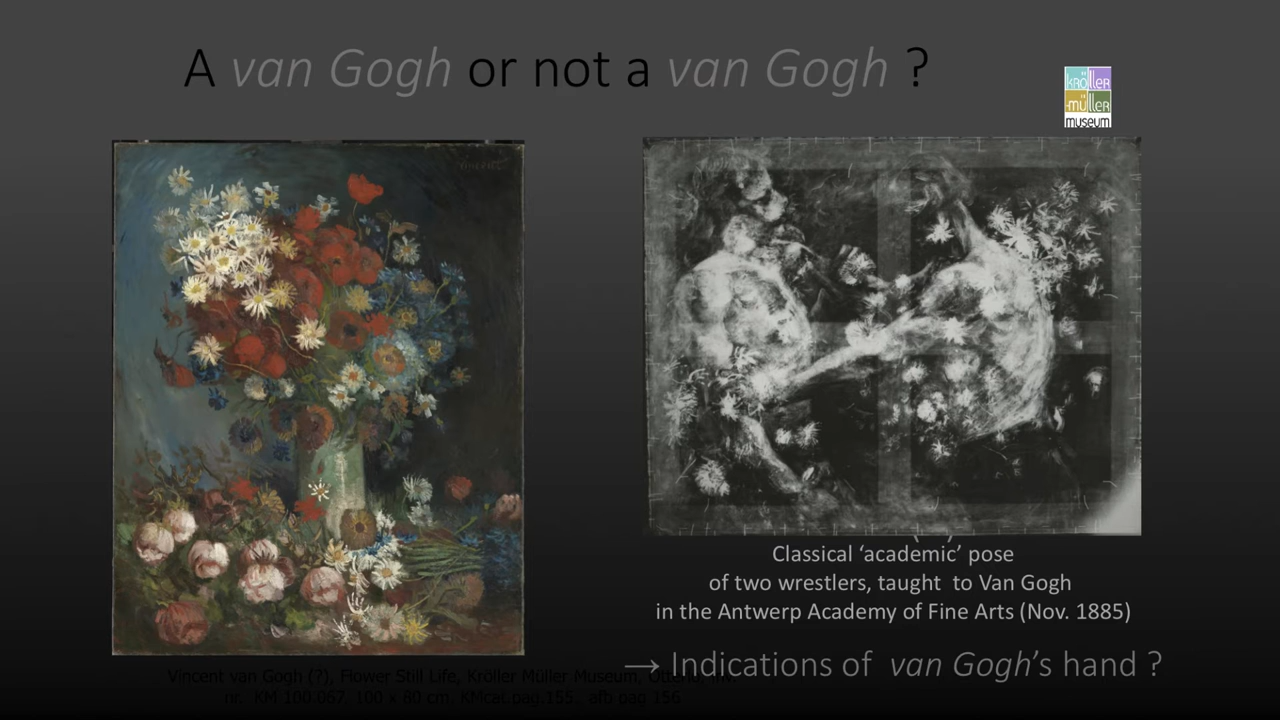 A van Gogh or not a van Gogh ?
kröller
müller
museum
Vincent
Classical ‘academic’ pose
of two wrestlers, taught to Van Gogh
in the Antwerp Academy of Fine Arts (Nov. 1885)
→ Indications of van Gogh’s hand ?
Vincent van Gogh (?), Flower Still Life, Kröller Müller Museum, Otterlo, inv.
nr. KM 100.067, 100 x 80 cm. KMcat pag.155. afb pag 156